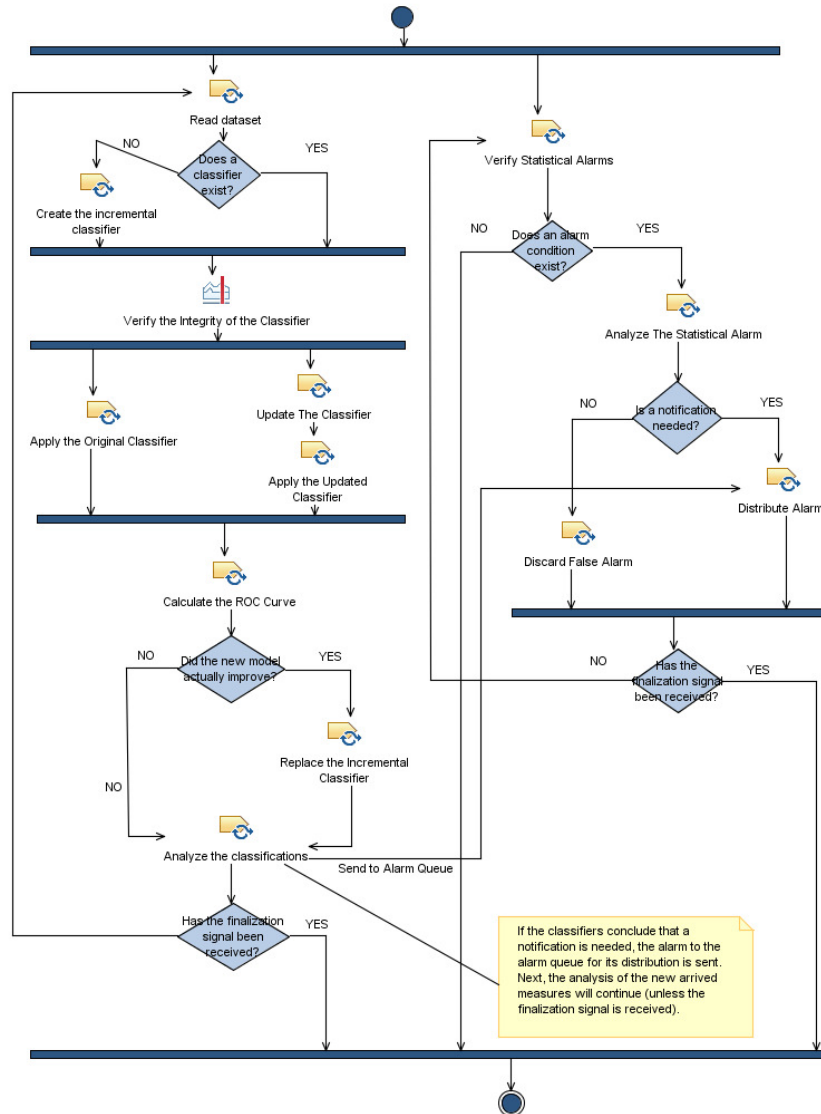 Read dataset
NO
YES
Does a
classifier
exist?
Create the incremental
classifier
Verify the Integrity of the Classifier
Apply the Original Classifier
Update The Classifier
Apply the Updated
Classifier
Calculate the ROC Curve
NO
YES
Did the new model
actually improve?
Replace the Incremental
Classifier
NO
Analyze the classifications
Send to Alarm Queue
Has the finalization
signal been
received?
YES
Verify Statistical Alarms
NO
YES
Does an alarm
condition
exist?
Analyze The Statistical Alarm
NO
YES
Is a notification
needed?
Distribute Alarm
Discard False Alarm
NO
YES
Has the
finalization signal
been received?
If the classifiers conclude that a
notification is needed, the alarm to the
alarm queue for its distribution is sent.
Next, the analysis of the new arrived
measures will continue (unless the
finalization signal is received).